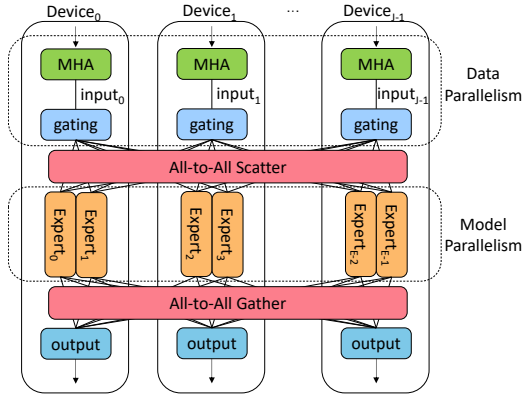 Device0 Device1 ... DeviceJ-1
MHA MHA MHA
Data
Parallelism
input0 input1 inputJ-1
gating gating gating
All-to-All Scatter
Expert0 Expert1 Expert2 Expert3 ExpertE-2 ExpertE-1
Model
Parallelism
All-to-All Gather
output output output